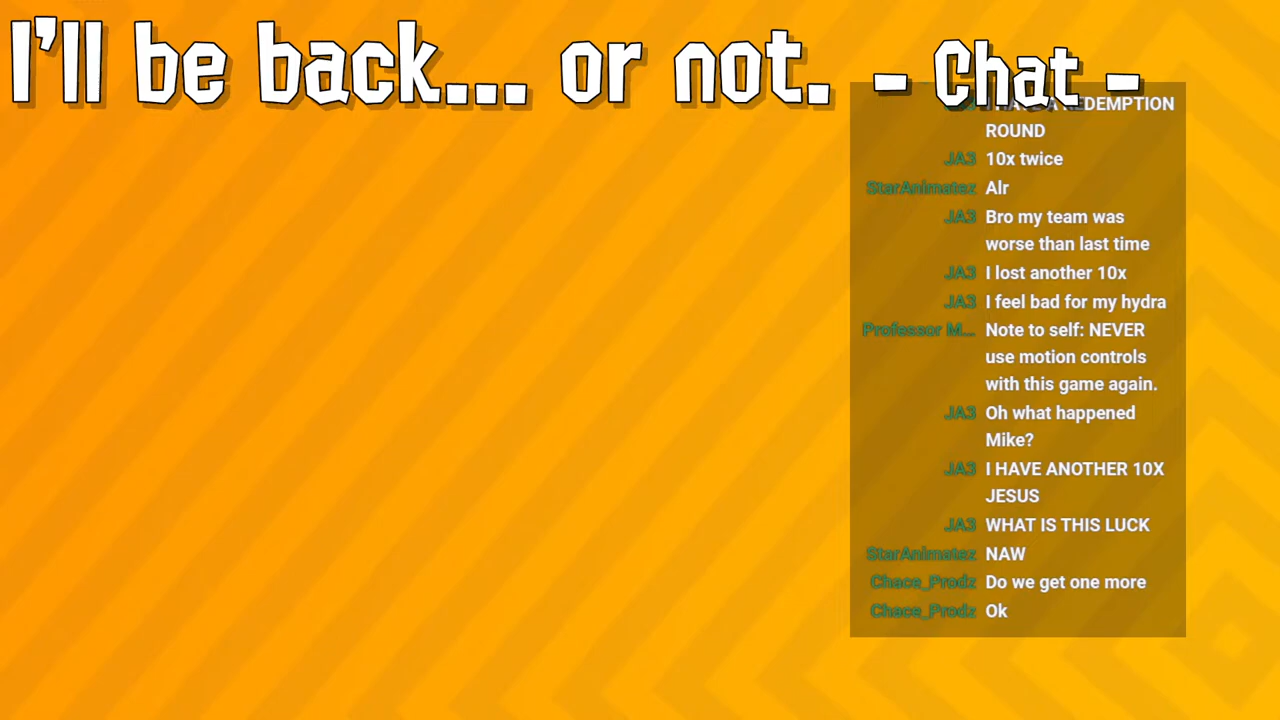 I'll be back... or not. - Chat -
REDEMPTION
ROUND
JA3 10x twice
StarAnimatez Alr
JA3 Bro my team was
worse than last time
JA3 I lost another 10x
JA3 I feel bad for my hydra
Professor M... Note to self: NEVER
use motion controls
with this game again.
JA3 Oh what happened
Mike?
JA3 I HAVE ANOTHER 10X
JESUS
JA3 WHAT IS THIS LUCK
StarAnimatez NAW
Chace_Prodz Do we get one more
Chace_Prodz Ok